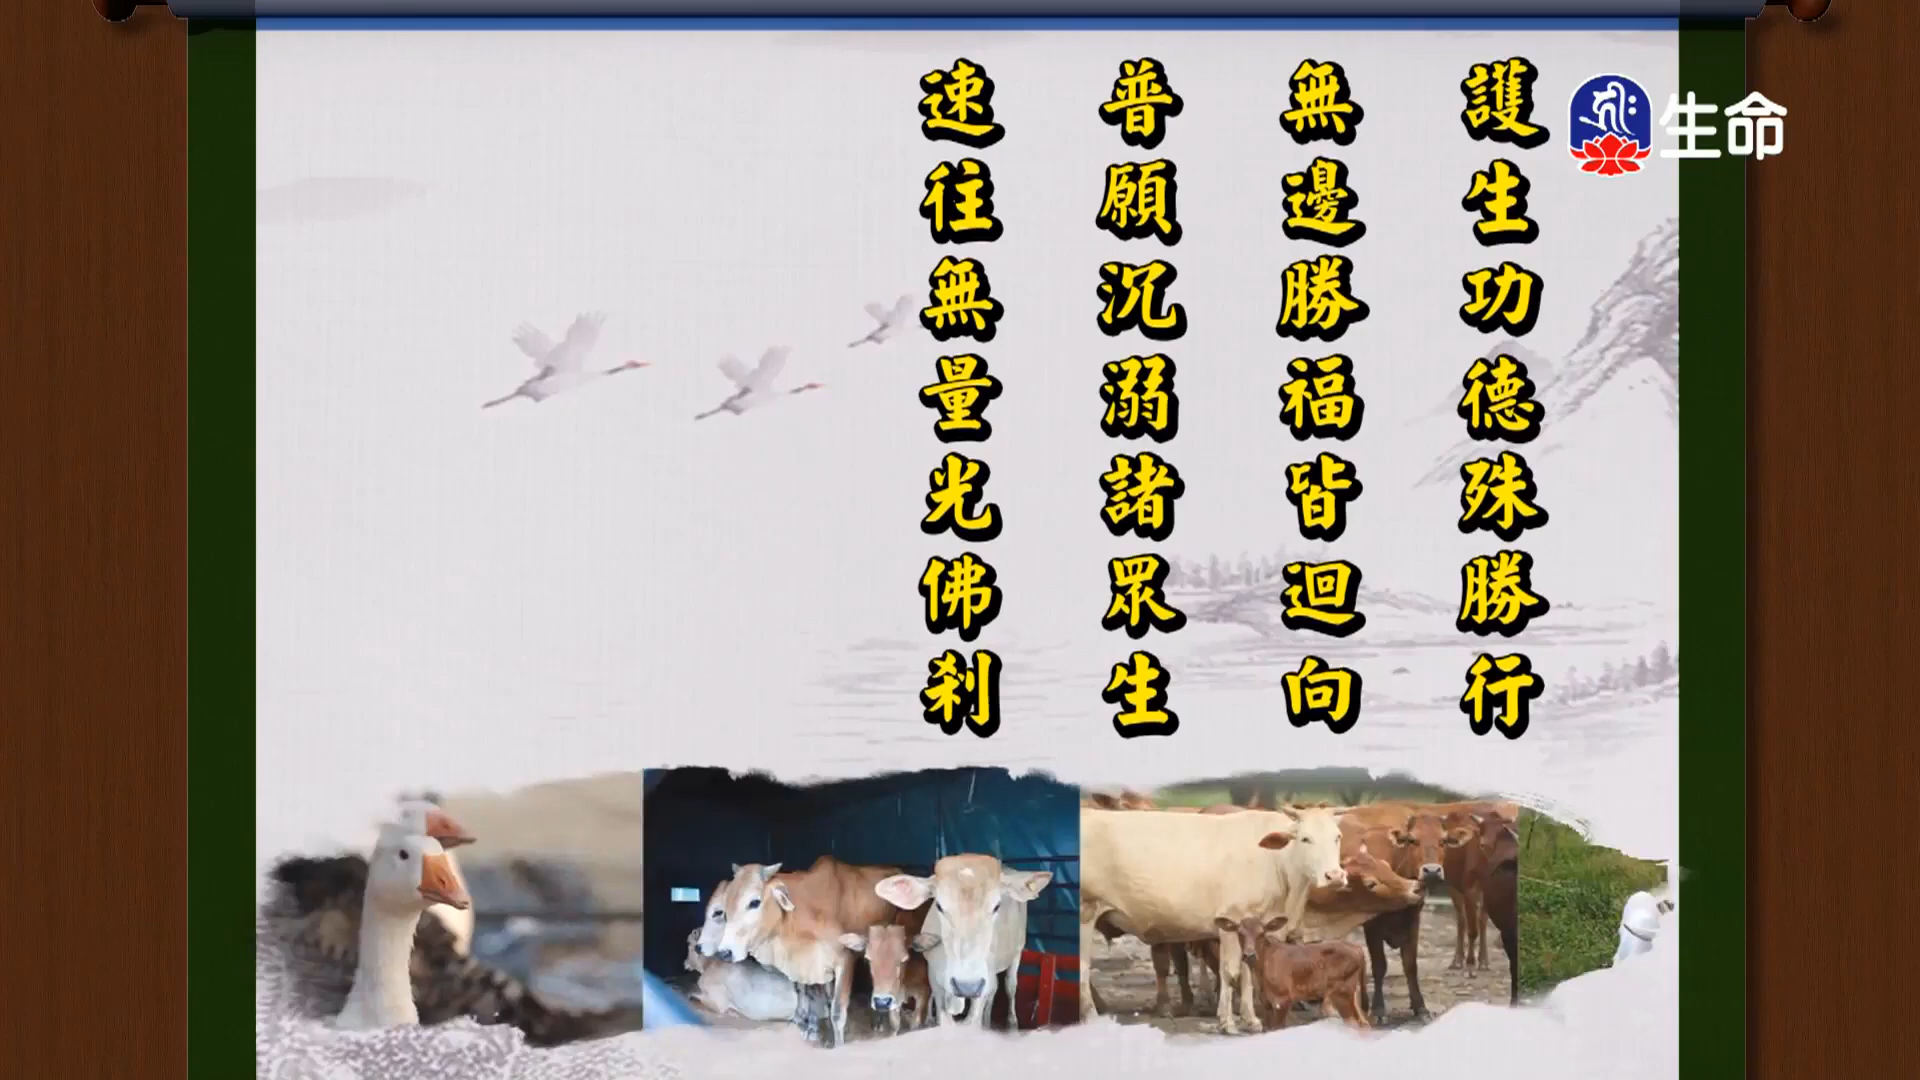 護生功德殊勝行
無邊勝福皆迴向
普願沉溺諸眾生
速往無量光佛剎
生命